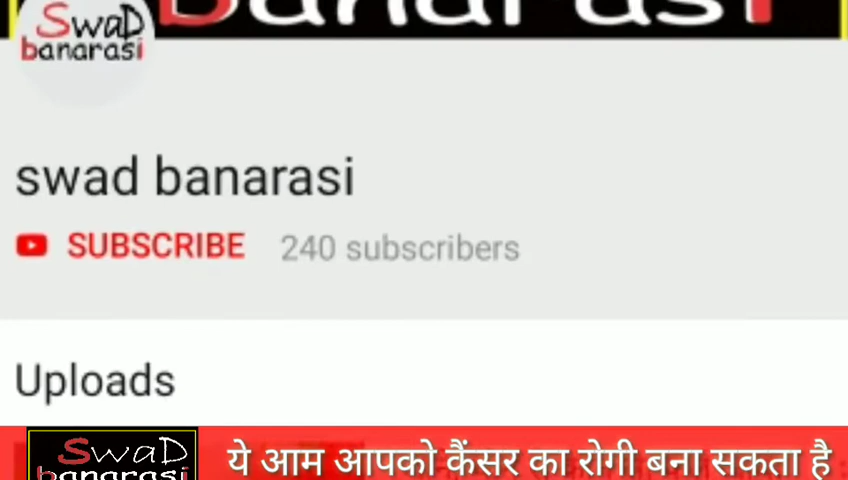 banarasi
Swad
banarasi
swad banarasi
SUBSCRIBE 240 subscribers
Uploads
Swad
banarasi
ये आम आपको कैंसर का रोगी बना सकता है